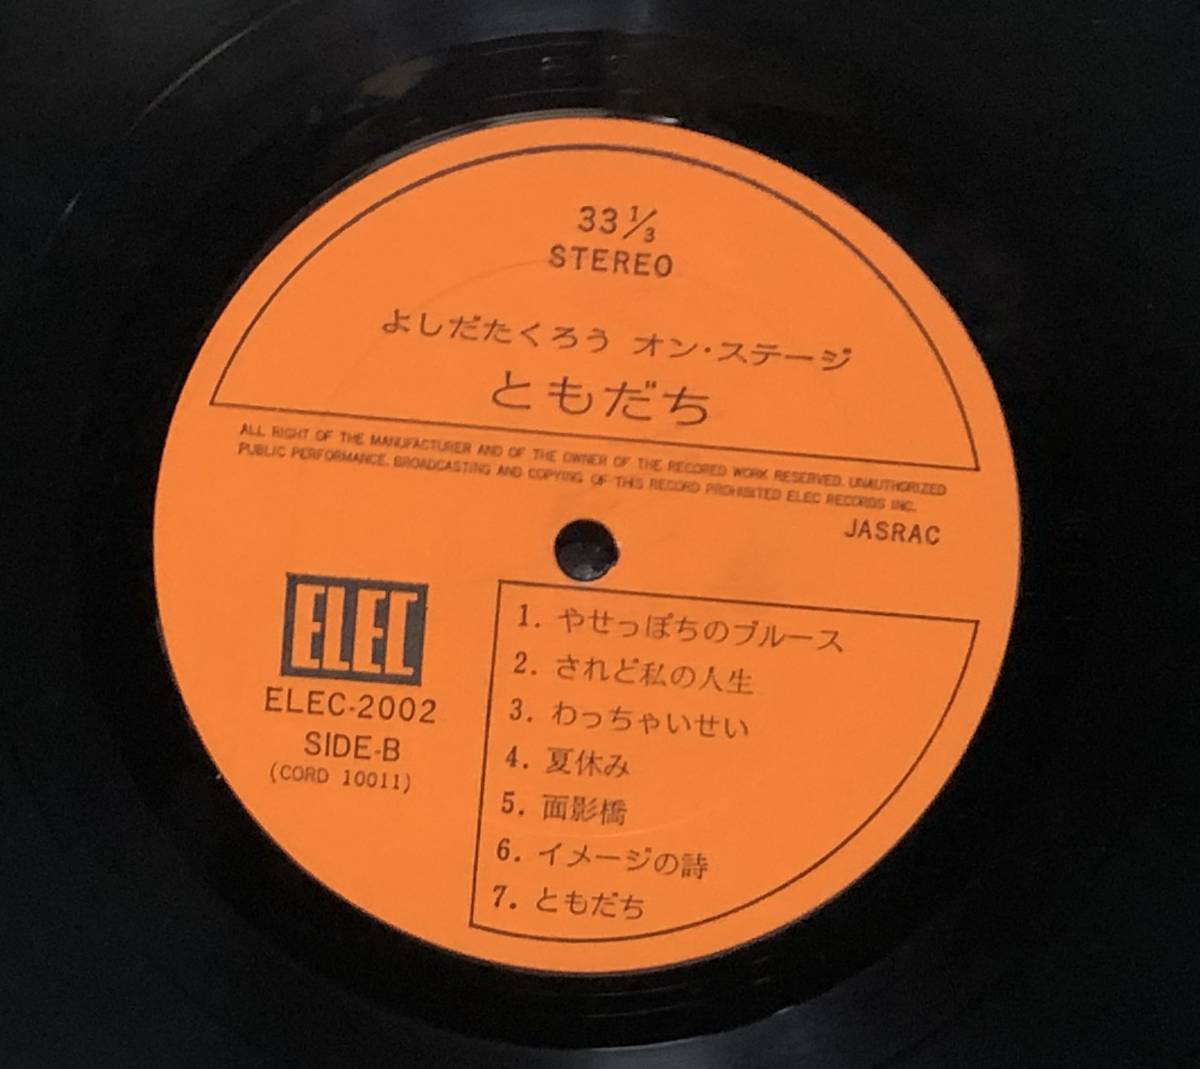 33 1/3
STEREO
よしだたくろう オン・ステージ
ともだち
ALL RIGHT OF THE MANUFACTURER AND OF THE OWNER OF THE RECORED WORK RESERVED. UNAUTHORIZED
PUBLIC PERFORMANCE. BROADCASTING AND COPYING OF THIS RECORD PROHIBITED ELEC RECORDS INC.
JASRAC
ELEC
ELEC-2002
SIDE-B
(CORD 10011)
1. やせっぽちのブルース
2. されど私の人生
3. わっちゃいせい
4. 夏休み
5. 面影橋
6. イメージの詩
7. ともだち